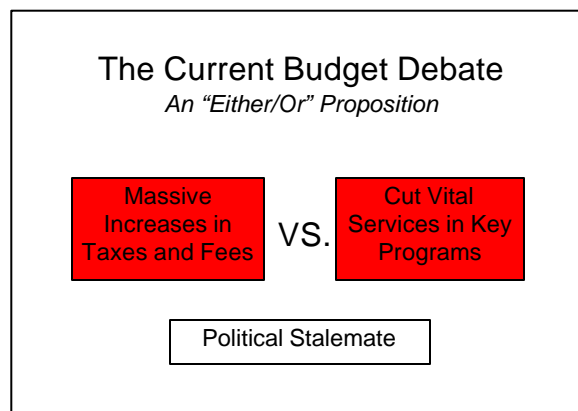 The Current Budget Debate
An “Either/Or” Proposition
Massive
Increases in
Taxes and Fees
VS.
Cut Vital
Services in Key
Programs
Political Stalemate